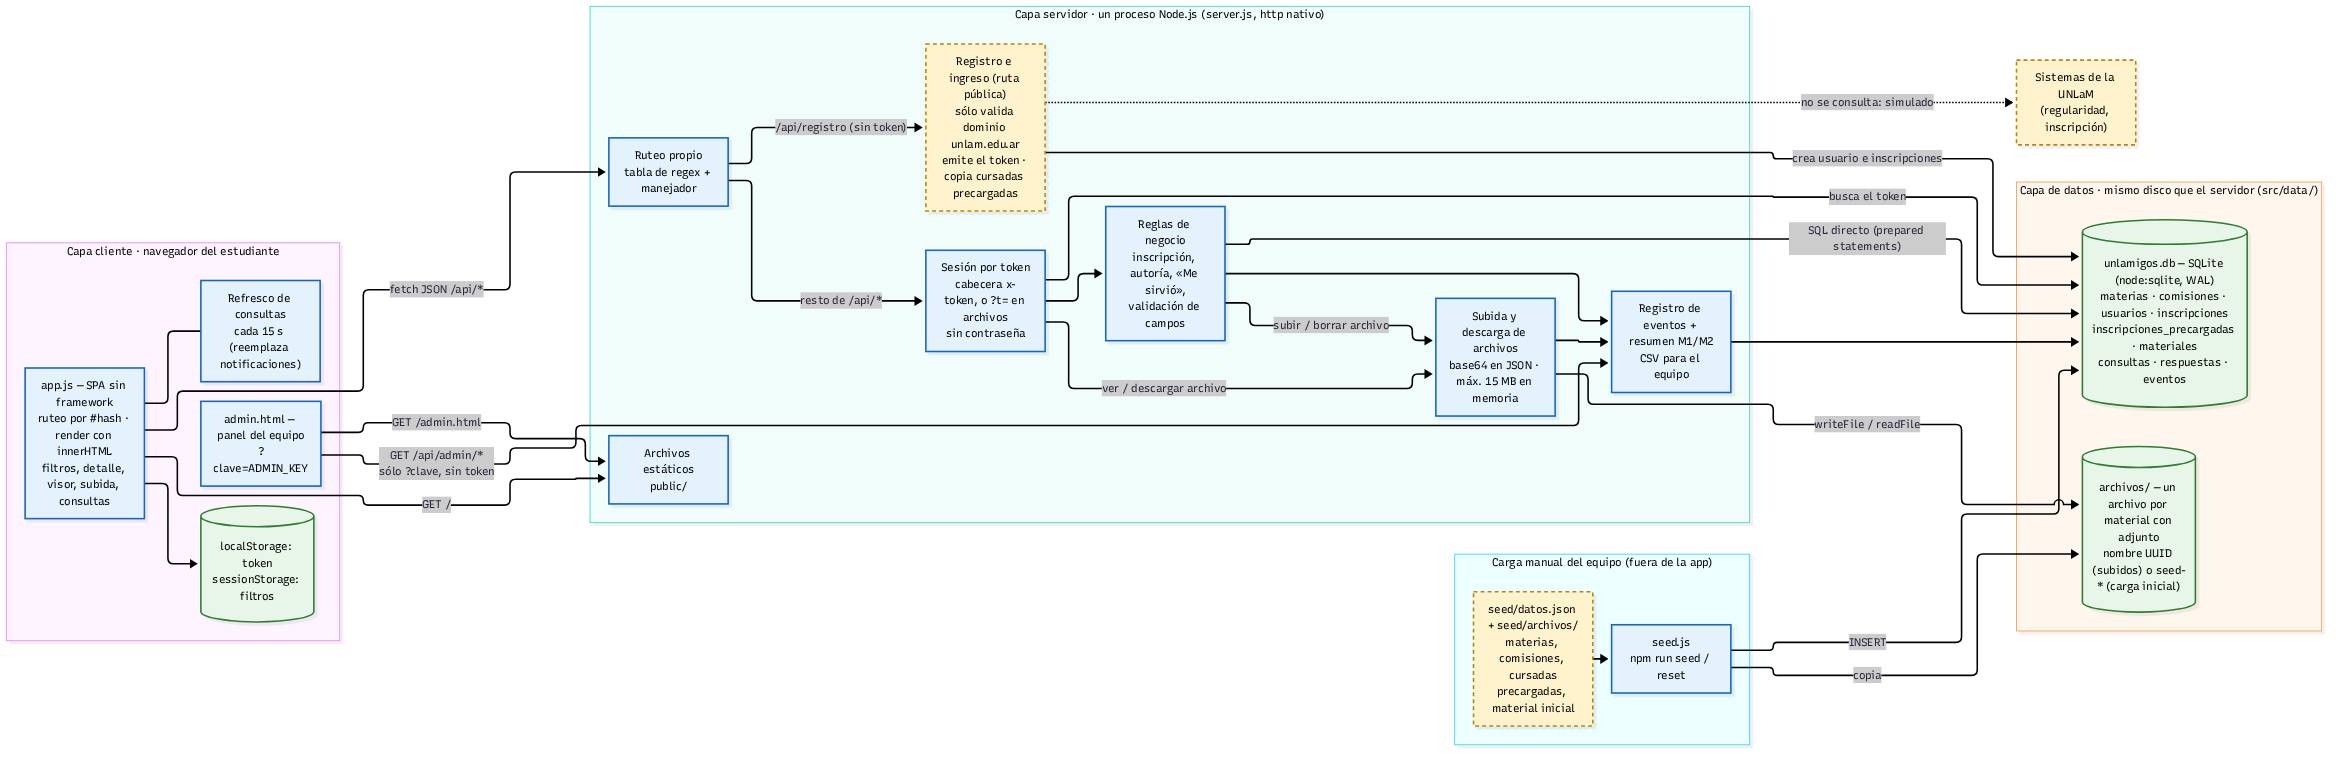 Capa servidor · un proceso Node.js (server.js, http nativo)
Registro e
ingreso (ruta
pública)
sólo valida
dominio
unlam.edu.ar
emite el token ·
copia cursadas
precargadas
Sistemas de la
UNLaM
(regularidad,
inscripción)
no se consulta: simulado
/api/registro (sin token)
Ruteo propio
tabla de regex +
manejador
crea usuario e inscripciones
Capa de datos · mismo disco que el servidor (src/data/)
busca el token
Reglas de
negocio
inscripción,
autoría, «Me
sirvió»,
validación de
campos
SQL directo (prepared
statements)
Capa cliente · navegador del estudiante
Sesión por token
cabecera x-
token, o ?t= en
archivos
sin contraseña
unlamigos.db — SQLite
(node:sqlite, WAL)
materias · comisiones ·
usuarios · inscripciones
inscripciones_precargadas
· materiales
consultas · respuestas ·
eventos
fetch JSON /api/*
resto de /api/*
Refresco de
consultas
cada 15 s
(reemplaza
notificaciones)
subir / borrar archivo
Subida y
descarga de
archivos
base64 en JSON ·
máx. 15 MB en
memoria
Registro de
eventos +
resumen M1/M2
CSV para el
equipo
app.js — SPA sin
framework
ruteo por #hash ·
render con
innerHTML
filtros, detalle,
visor, subida,
consultas
ver / descargar archivo
admin.html —
panel del equipo
?
clave=ADMIN_KEY
GET /admin.html
writeFile / readFile
GET /api/admin/*
sólo ?clave, sin token
Archivos
estáticos
public/
GET /
archivos/ — un
archivo por
material con
adjunto
nombre UUID
(subidos) o seed-
* (carga inicial)
localStorage:
token
sessionStorage:
filtros
Carga manual del equipo (fuera de la app)
seed/datos.json
+ seed/archivos/
materias,
comisiones,
cursadas
precargadas,
material inicial
seed.js
npm run seed /
reset
INSERT
copia